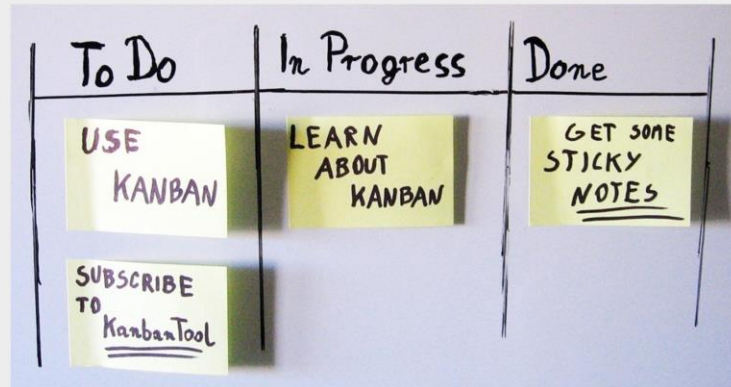 To Do
In Progress
Done
USE
KANBAN
SUBSCRIBE
TO
KanbanTool
LEARN
ABOUT
KANBAN
GET SOME
STICKY
NOTES